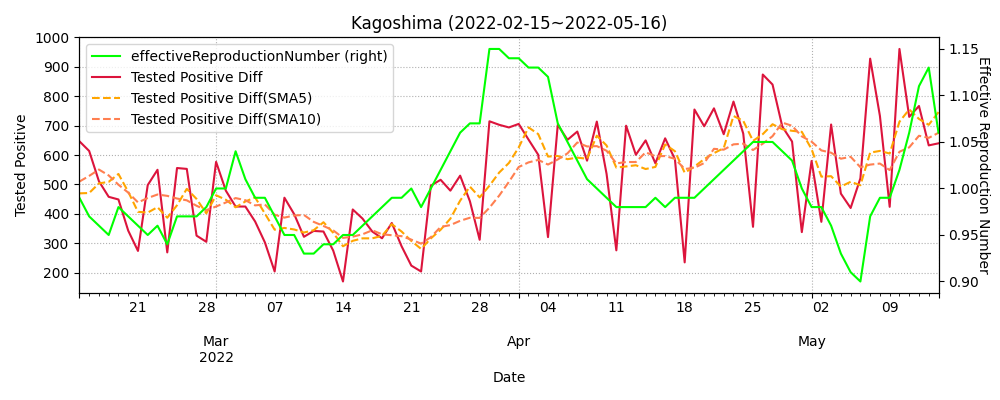 Kagoshima (2022-02-15~2022-05-16)
effectiveReproductionNumber (right)
Tested Positive Diff
Tested Positive Diff(SMA5)
Tested Positive Diff(SMA10)
Tested Positive
1000
900
800
700
600
500
400
300
200
1.15
1.10
1.05
1.00
0.95
0.90
Effective Reproduction Number
21 28 07 14 21 28 04 11 18 25 02 09
Mar Apr May
2022
Date